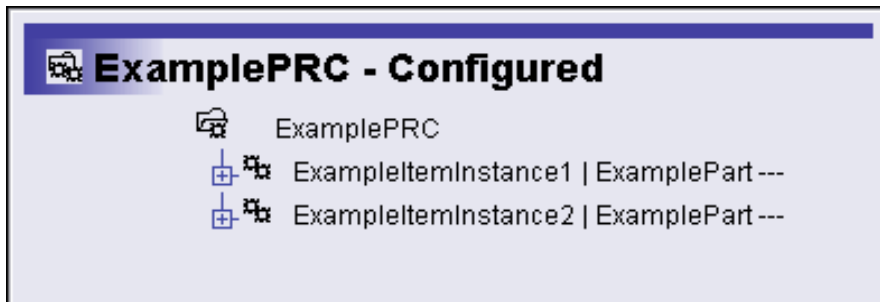 ExamplePRC - Configured
ExamplePRC
ExampleItemInstance1 | ExamplePart ---
ExampleItemInstance2 | ExamplePart ---